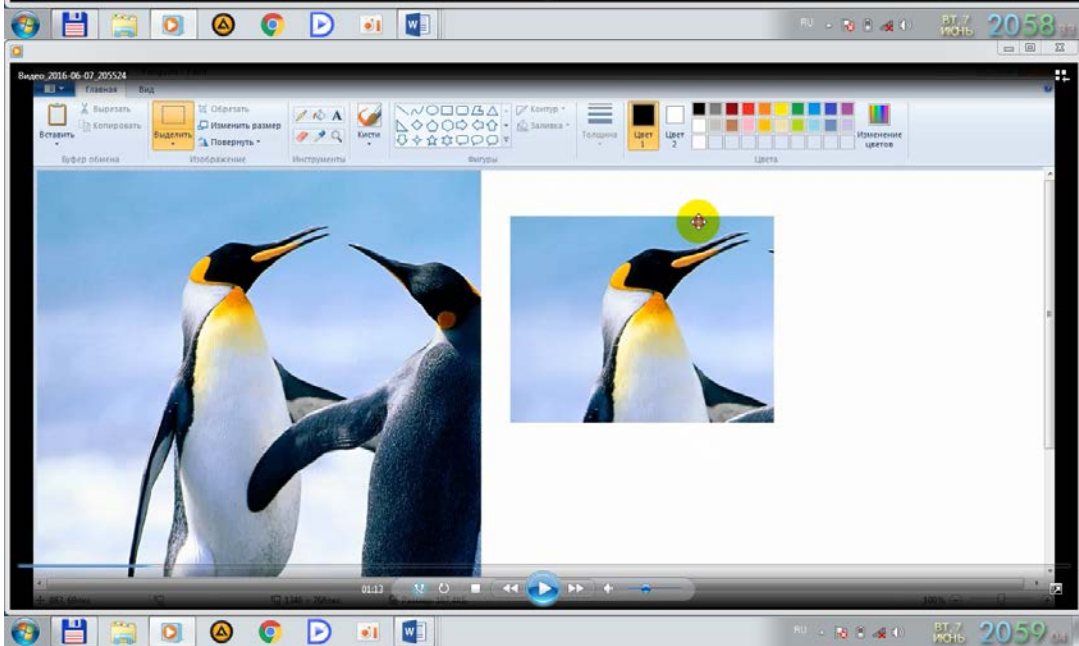 RU ВТ, 7 ИЮНЬ 2058
Видео_2016-06-07_205524
Главная Вид
Вставить
Вырезать
Копировать
Буфер обмена
Выделить
Обрезать
Изменить размер
Повернуть
Изображение
Инструменты
Кисти
Контур
Заливка
Фигуры
Толщина
Цвет 1
Цвет 2
Изменение цветов
Цвета
01:13
100%
RU ВТ, 7 ИЮНЬ 2059